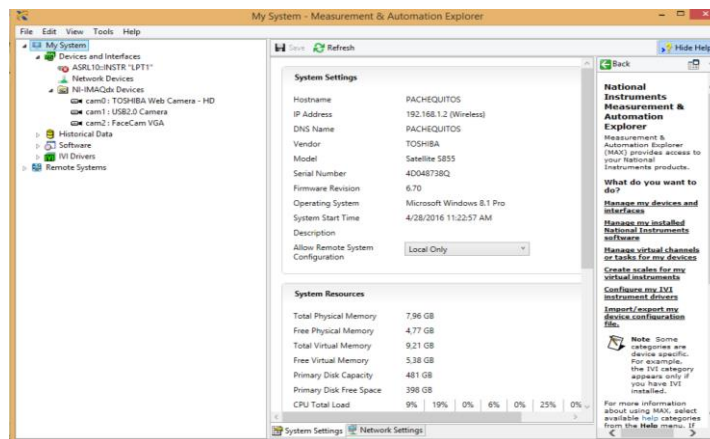 My System - Measurement & Automation Explorer
File Edit View Tools Help
My System
Devices and Interfaces
ASRL10::INSTR "LPT1"
Network Devices
NI-IMAQdx Devices
cam0 : TOSHIBA Web Camera - HD
cam1 : USB2.0 Camera
cam2 : FaceCam VGA
Historical Data
Software
IVI Drivers
Remote Systems
Save Refresh
Hide Help
System Settings
Hostname PACHEQUITOS
IP Address 192.168.1.2 (Wireless)
DNS Name PACHEQUITOS
Vendor TOSHIBA
Model Satellite S855
Serial Number 4D048738Q
Firmware Revision 6.70
Operating System Microsoft Windows 8.1 Pro
System Start Time 4/28/2016 11:22:57 AM
Description
Allow Remote System
Configuration
Local Only
System Resources
Total Physical Memory 7,96 GB
Free Physical Memory 4,77 GB
Total Virtual Memory 9,21 GB
Free Virtual Memory 5,38 GB
Primary Disk Capacity 481 GB
Primary Disk Free Space 398 GB
CPU Total Load 9% 19% 0% 6% 0% 25% 0%
System Settings Network Settings
Back
National
Instruments
Measurement &
Automation
Explorer
Measurement &
Automation Explorer
(MAX) provides access to
your National
Instruments products.
What do you want to
do?
Manage my devices and
interfaces
Manage my installed
National Instruments
software
Manage virtual channels
or tasks for my devices
Create scales for my
virtual instruments
Configure my IVI
instrument drivers
Import/export my
device configuration
file.
Note Some
categories are
device specific.
For example,
the IVI category
appears only if
you have IVI
installed.
For more information
about using MAX, select
available help categories
from the Help menu. If